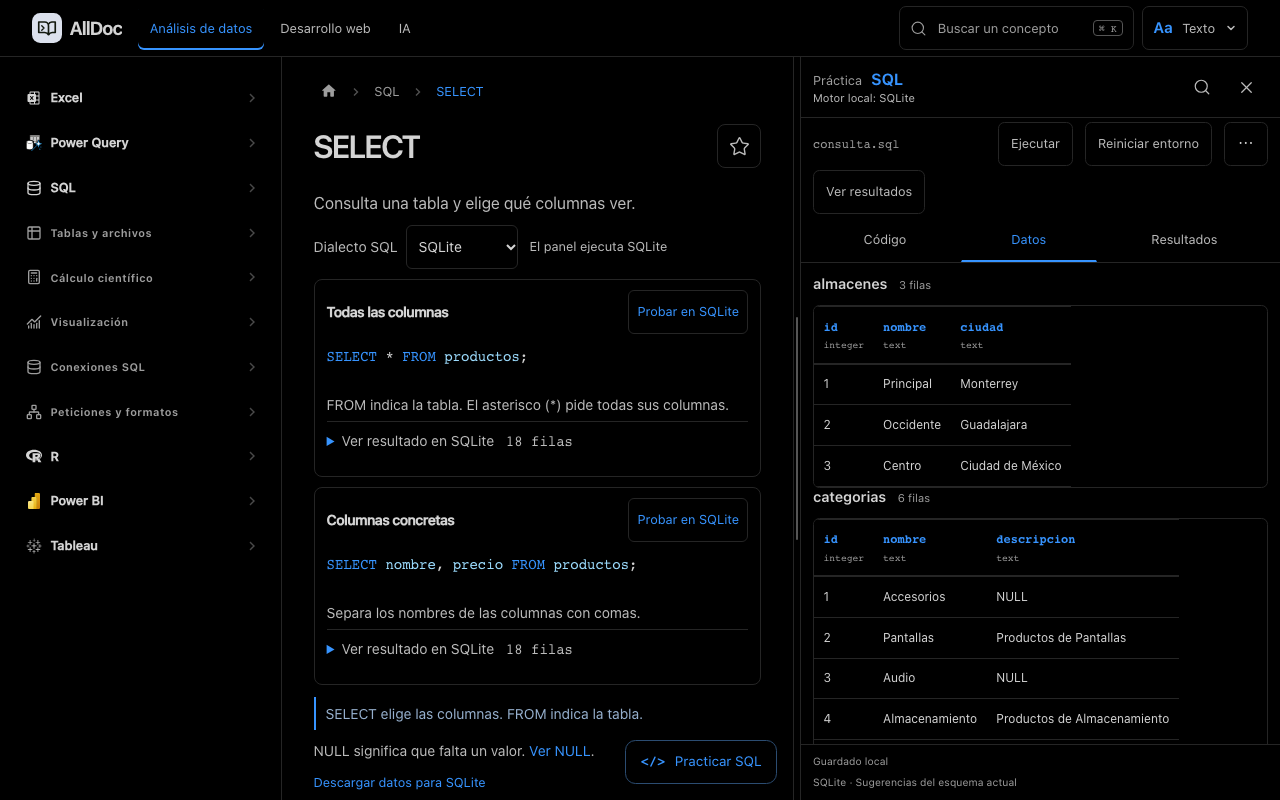 AllDoc
Análisis de datos
Desarrollo web
IA
Buscar un concepto
⌘ K
Aa Texto
Excel
Power Query
SQL
Tablas y archivos
Cálculo científico
Visualización
Conexiones SQL
Peticiones y formatos
R
Power BI
Tableau
SQL
SELECT
SELECT
Consulta una tabla y elige qué columnas ver.
Dialecto SQL SQLite El panel ejecuta SQLite
Todas las columnas
Probar en SQLite
SELECT * FROM productos;
FROM indica la tabla. El asterisco (*) pide todas sus columnas.
Ver resultado en SQLite 18 filas
Columnas concretas
Probar en SQLite
SELECT nombre, precio FROM productos;
Separa los nombres de las columnas con comas.
Ver resultado en SQLite 18 filas
SELECT elige las columnas. FROM indica la tabla.
NULL significa que falta un valor. Ver NULL.
</> Practicar SQL
Descargar datos para SQLite
Práctica SQL
Motor local: SQLite
consulta.sql
Ejecutar
Reiniciar entorno
...
Ver resultados
Código
Datos
Resultados
almacenes 3 filas
id nombre ciudad
integer text text
1 Principal Monterrey
2 Occidente Guadalajara
3 Centro Ciudad de México
categorias 6 filas
id nombre descripcion
integer text text
1 Accesorios NULL
2 Pantallas Productos de Pantallas
3 Audio NULL
4 Almacenamiento Productos de Almacenamiento
Guardado local
SQLite · Sugerencias del esquema actual